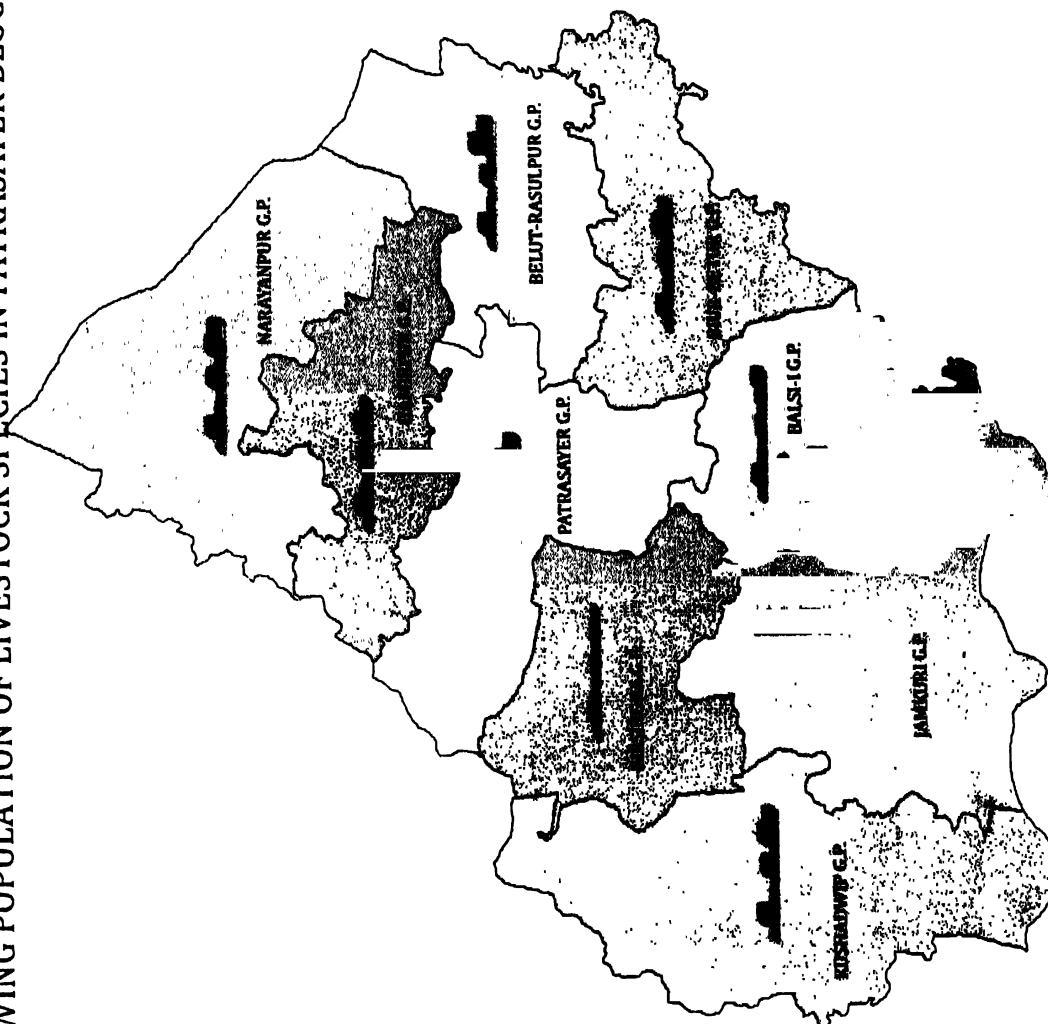 WING POPULATION OF LIVESTOCK SPECIES IN PATRASAYER BLOC
NARAYANPUR G.P.
BELUT-RASULPUR G.P.
PATRASAYER G.P.
BALSI-I G.P.
JAMKURI G.P.
KUSHADWIP G.P.